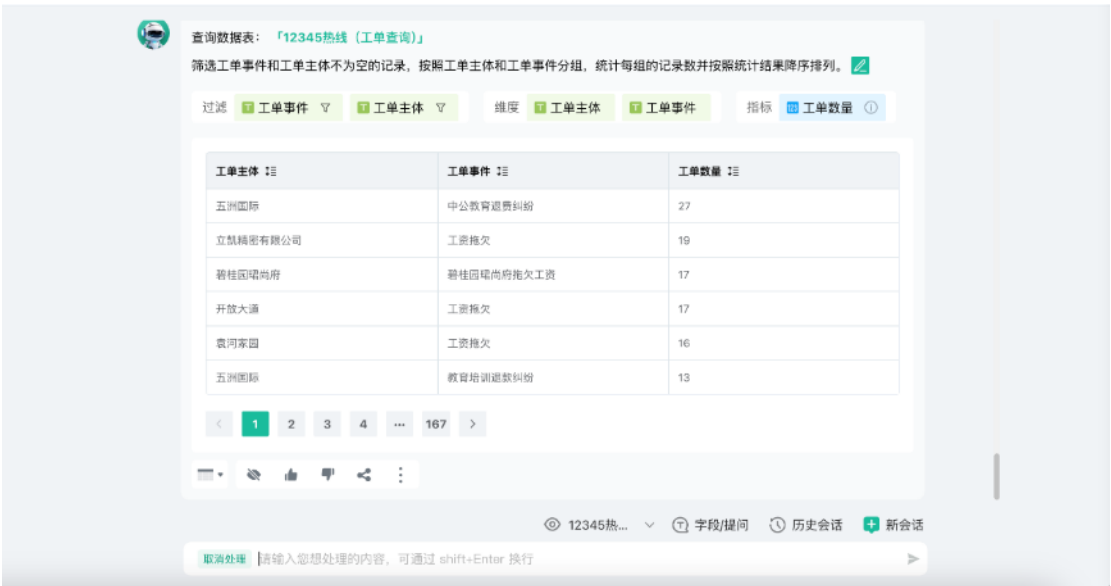 查询数据表：「12345热线（工单查询）」
筛选工单事件和工单主体不为空的记录，按照工单主体和工单事件分组，统计每组的记录数并按照统计结果降序排列。
过滤 工单事件 工单主体 维度 工单主体 工单事件 指标 工单数量
工单主体 工单事件 工单数量
五洲国际 中公教育退费纠纷 27
立凯精密有限公司 工资拖欠 19
碧桂园珺尚府 碧桂园珺尚府拖欠工资 17
开放大道 工资拖欠 17
袁河家园 工资拖欠 16
五洲国际 教育培训退款纠纷 13
< 1 2 3 4 ··· 167 >
12345热... 字段/提问 历史会话 新会话
取消处理 请输入您想处理的内容，可通过 shift+Enter 换行